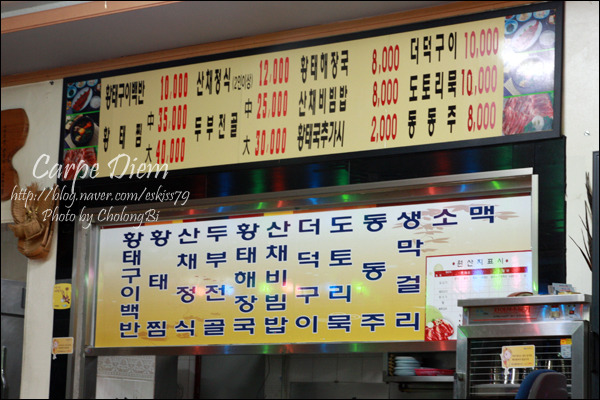 황태구이백반 10,000
황태찜 中 35,000
大 40,000
산채정식(2인이상) 12,000
두부전골 中 25,000
大 30,000
황태해장국 8,000
산채비빔밥 8,000
황태국추가시 2,000
더덕구이 10,000
도토리묵 10,000
동동주 8,000
Carpe Diem
http://blog.naver.com/eskiss79
Photo by CholongBi
황태구이백반
황태찜
산채정식
두부전골
황태해장국
산채비빔밥
더덕구이
도토리묵
동동주
생막걸리
소주
맥주
원산지표시